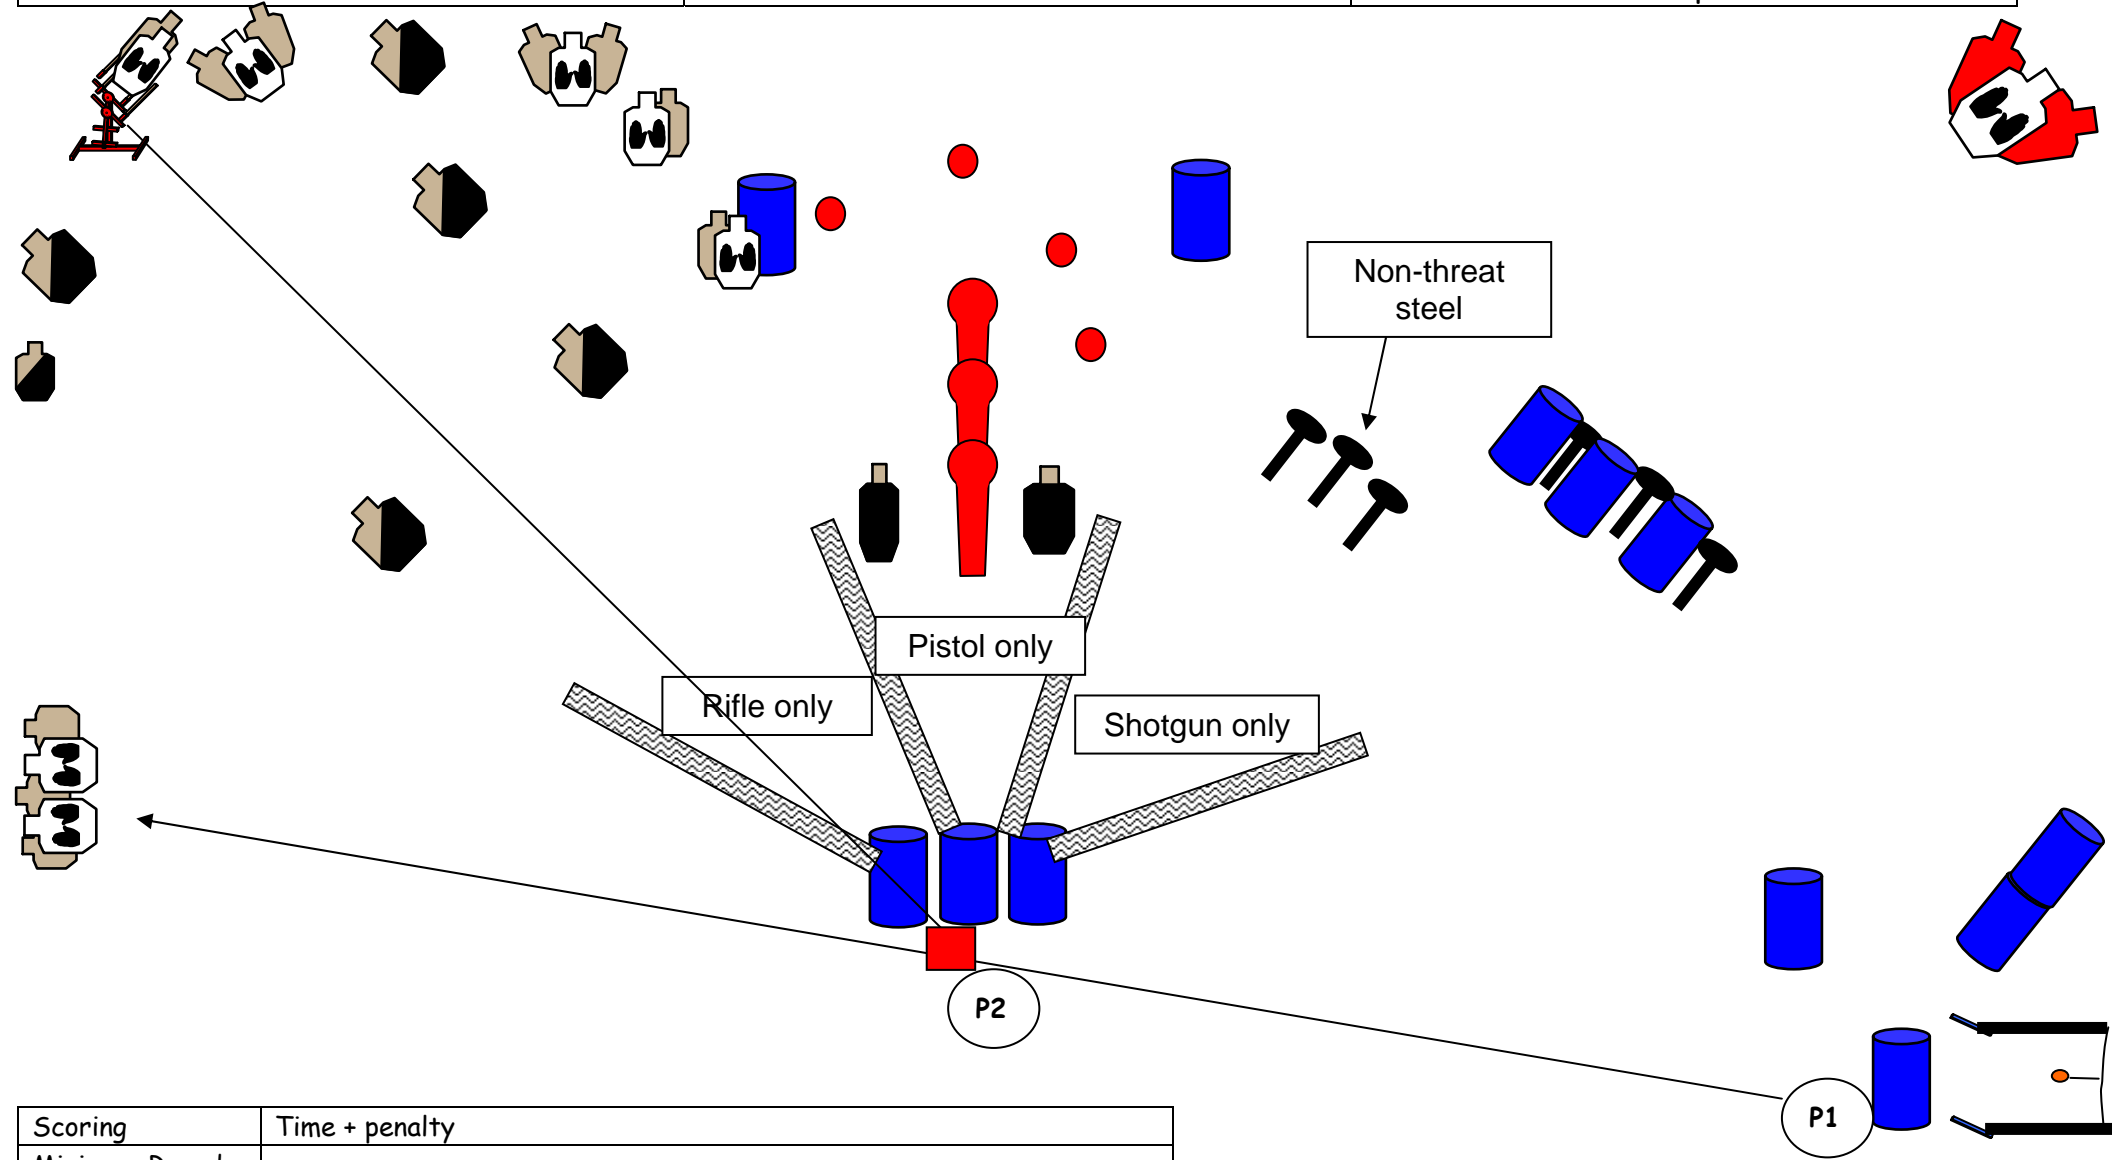 Non-threat
steel
Pistol only
Rifle only
Shotgun only
P2
P1
Scoring Time + penalty